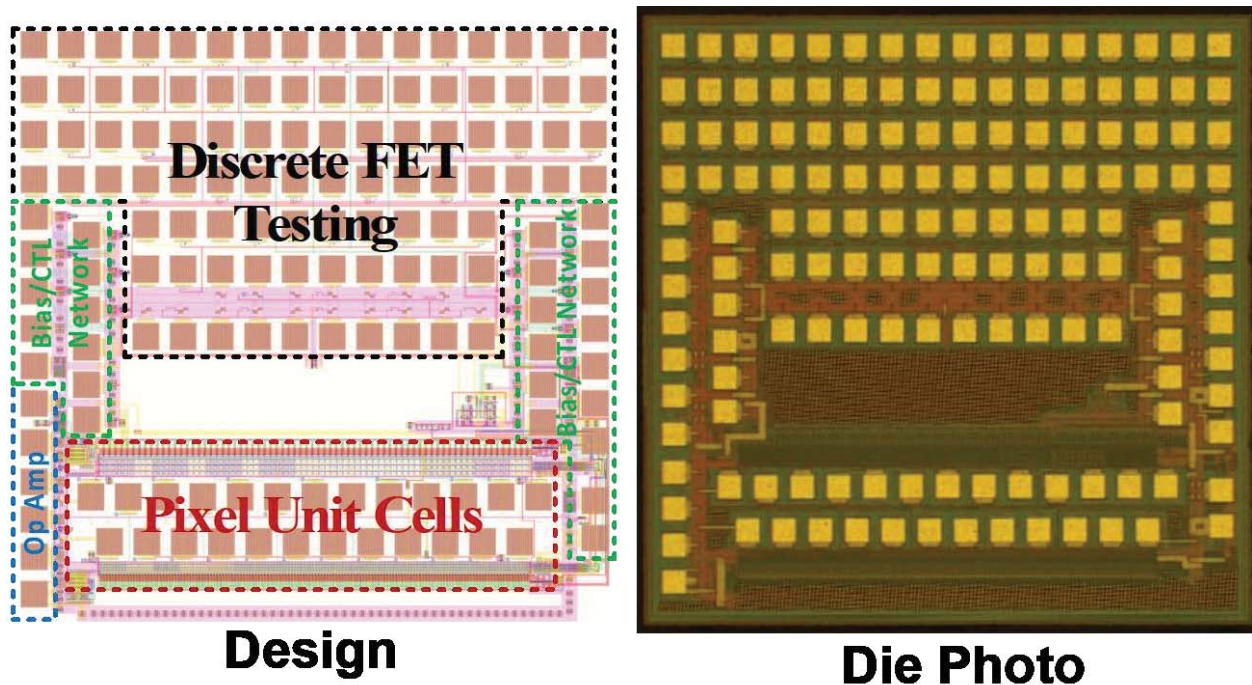 Discrete FET
Testing
Bias/CTL
Network
Bias/CTL Network
Op Amp
Pixel Unit Cells
Design
Die Photo